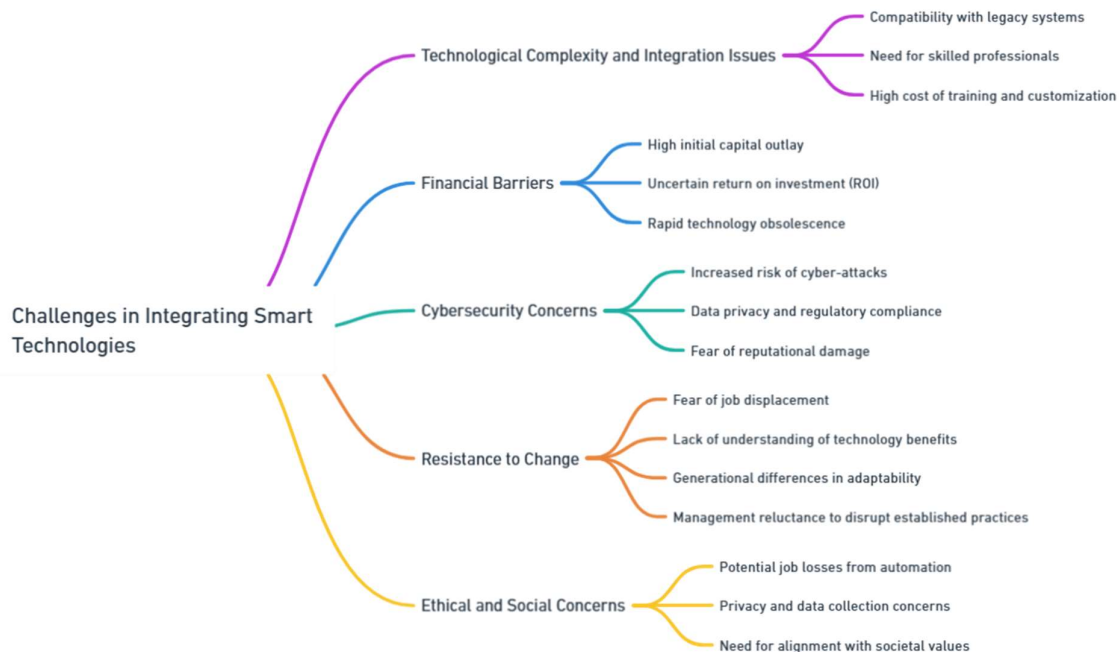 Challenges in Integrating Smart
Technologies
Technological Complexity and Integration Issues
Compatibility with legacy systems
Need for skilled professionals
High cost of training and customization
Financial Barriers
High initial capital outlay
Uncertain return on investment (ROI)
Rapid technology obsolescence
Cybersecurity Concerns
Increased risk of cyber-attacks
Data privacy and regulatory compliance
Fear of reputational damage
Resistance to Change
Fear of job displacement
Lack of understanding of technology benefits
Generational differences in adaptability
Management reluctance to disrupt established practices
Ethical and Social Concerns
Potential job losses from automation
Privacy and data collection concerns
Need for alignment with societal values